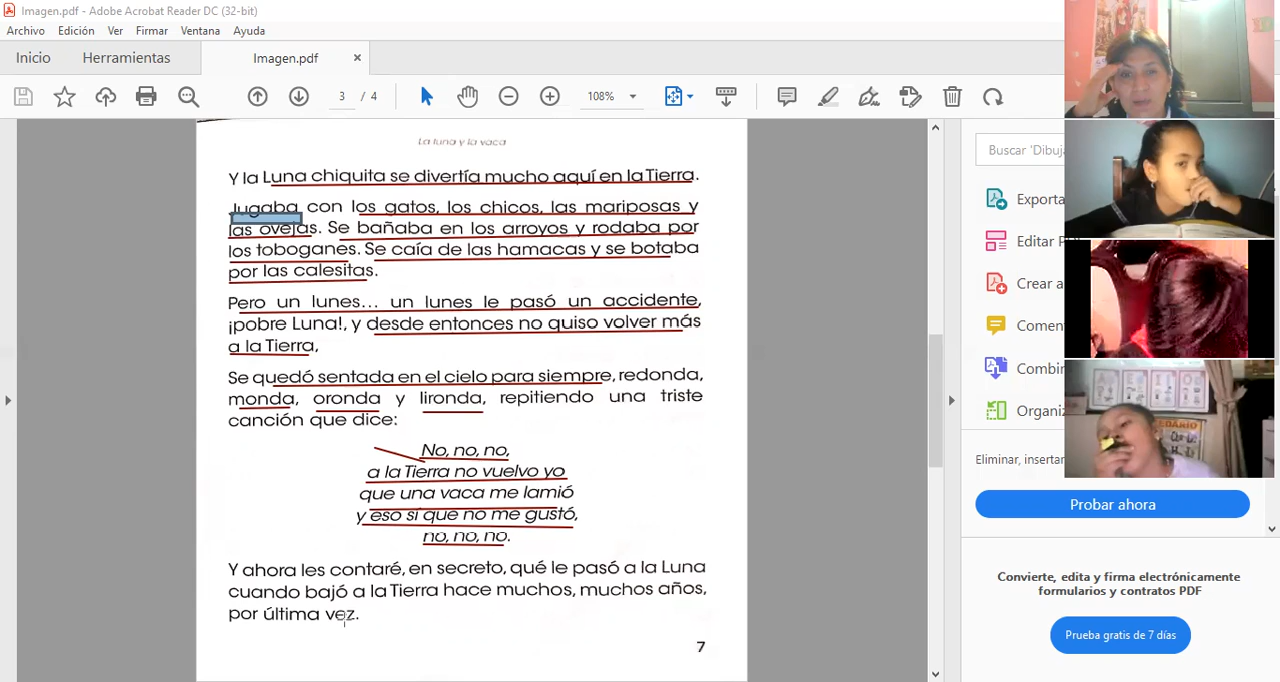 Imagen.pdf - Adobe Acrobat Reader DC (32-bit)
Archivo Edición Ver Firmar Ventana Ayuda
Inicio Herramientas Imagen.pdf ×
3 / 4 108%
La luna y la vaca
Y la Luna chiquita se divertía mucho aquí en la Tierra.
Jugaba con los gatos, los chicos, las mariposas y
las ovejas. Se bañaba en los arroyos y rodaba por
los toboganes. Se caía de las hamacas y se botaba
por las calesitas.
Pero un lunes... un lunes le pasó un accidente,
¡pobre Luna!, y desde entonces no quiso volver más
a la Tierra,
Se quedó sentada en el cielo para siempre, redonda,
monda, oronda y lironda, repitiendo una triste
canción que dice:
No, no, no,
a la Tierra no vuelvo yo
que una vaca me lamió
y eso sí que no me gustó,
no, no, no.
Y ahora les contaré, en secreto, qué le pasó a la Luna
cuando bajó a la Tierra hace muchos, muchos años,
por última vez.
7
Buscar 'Dibuj
Exporta
Editar P
Crear a
Comen
Combin
Organiz
Eliminar, insertar
Probar ahora
Convierte, edita y firma electrónicamente
formularios y contratos PDF
Prueba gratis de 7 días